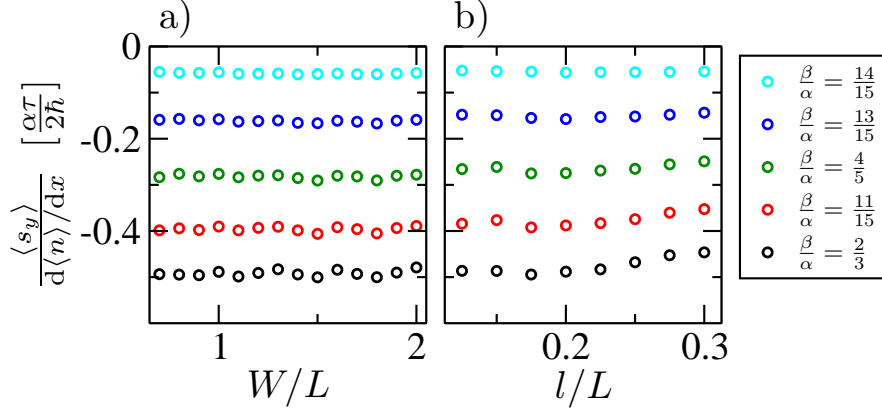 a)
b)
0
-0.2
-0.4
⟨s_y⟩ / d⟨n⟩/dx [ατ/2ħ]
1
2
W/L
0.2
0.3
l/L
β/α = 14/15
β/α = 13/15
β/α = 4/5
β/α = 11/15
β/α = 2/3